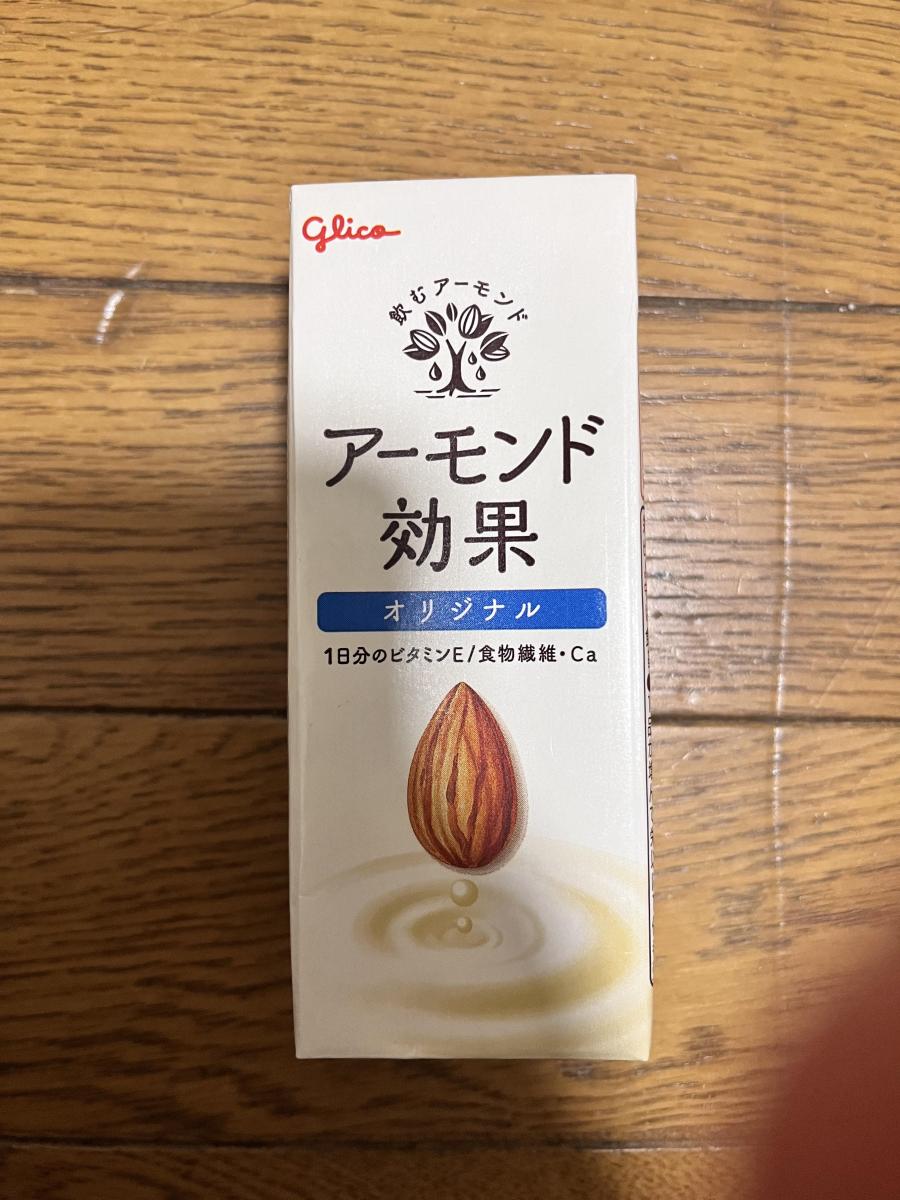 Glico
飲むアーモンド
アーモンド
効果
オリジナル
1日分のビタミンE/食物繊維・Ca